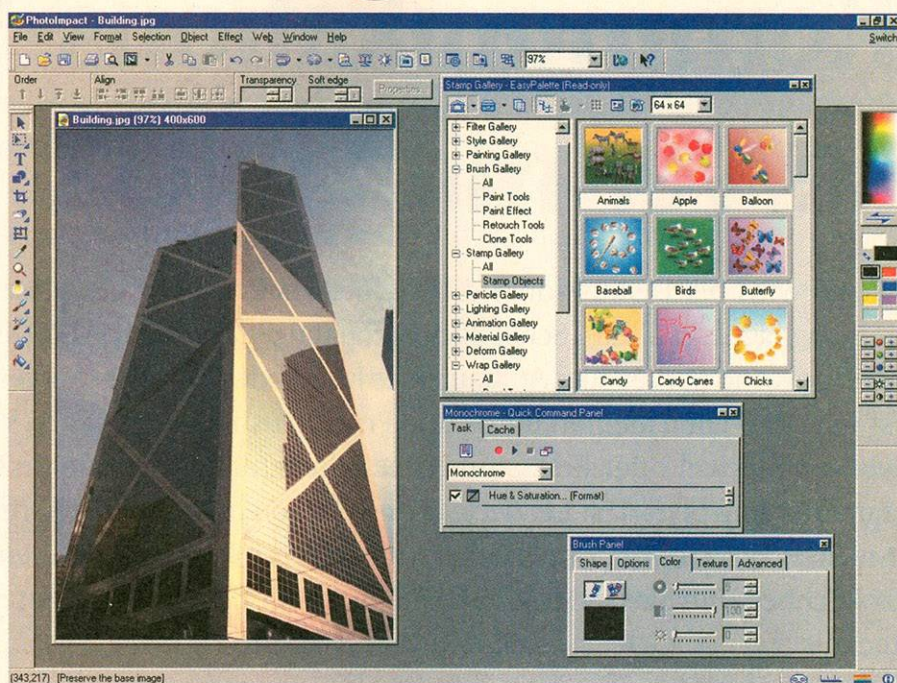 PhotoImpact - Building.jpg
File Edit View Format Selection Object Effect Web Window Help
Switch
97%
Order
Align
Transparency
Soft edge
Properties...
Building.jpg (97%) 400x600
Stamp Gallery - EasyPalette (Read-only)
64 x 64
Filter Gallery
Style Gallery
Painting Gallery
Brush Gallery
All
Paint Tools
Paint Effect
Retouch Tools
Clone Tools
Stamp Gallery
All
Stamp Objects
Particle Gallery
Lighting Gallery
Animation Gallery
Material Gallery
Deform Gallery
Wrap Gallery
All
Animals Apple Balloon
Baseball Birds Butterfly
Candy Candy Canes Chicks
Monochrome - Quick Command Panel
Task Cache
Monochrome
Hue & Saturation... (Format)
Brush Panel
Shape Options Color Texture Advanced
100
0
(343,217) [Preserve the base image]